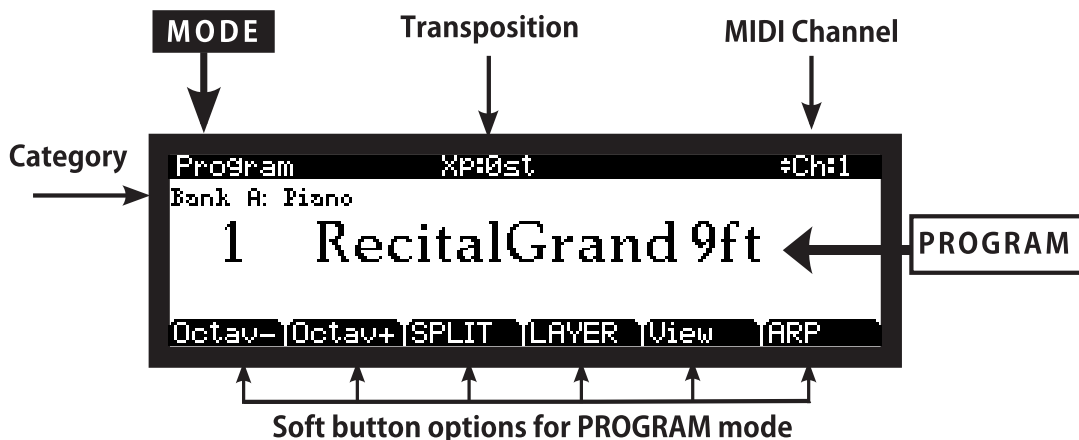 MODE
Transposition
MIDI Channel
Category
Program Xp:0st ÷Ch:1
Bank A: Piano
1 RecitalGrand 9ft
PROGRAM
Octav- Octav+ SPLIT LAYER View ARP
Soft button options for PROGRAM mode